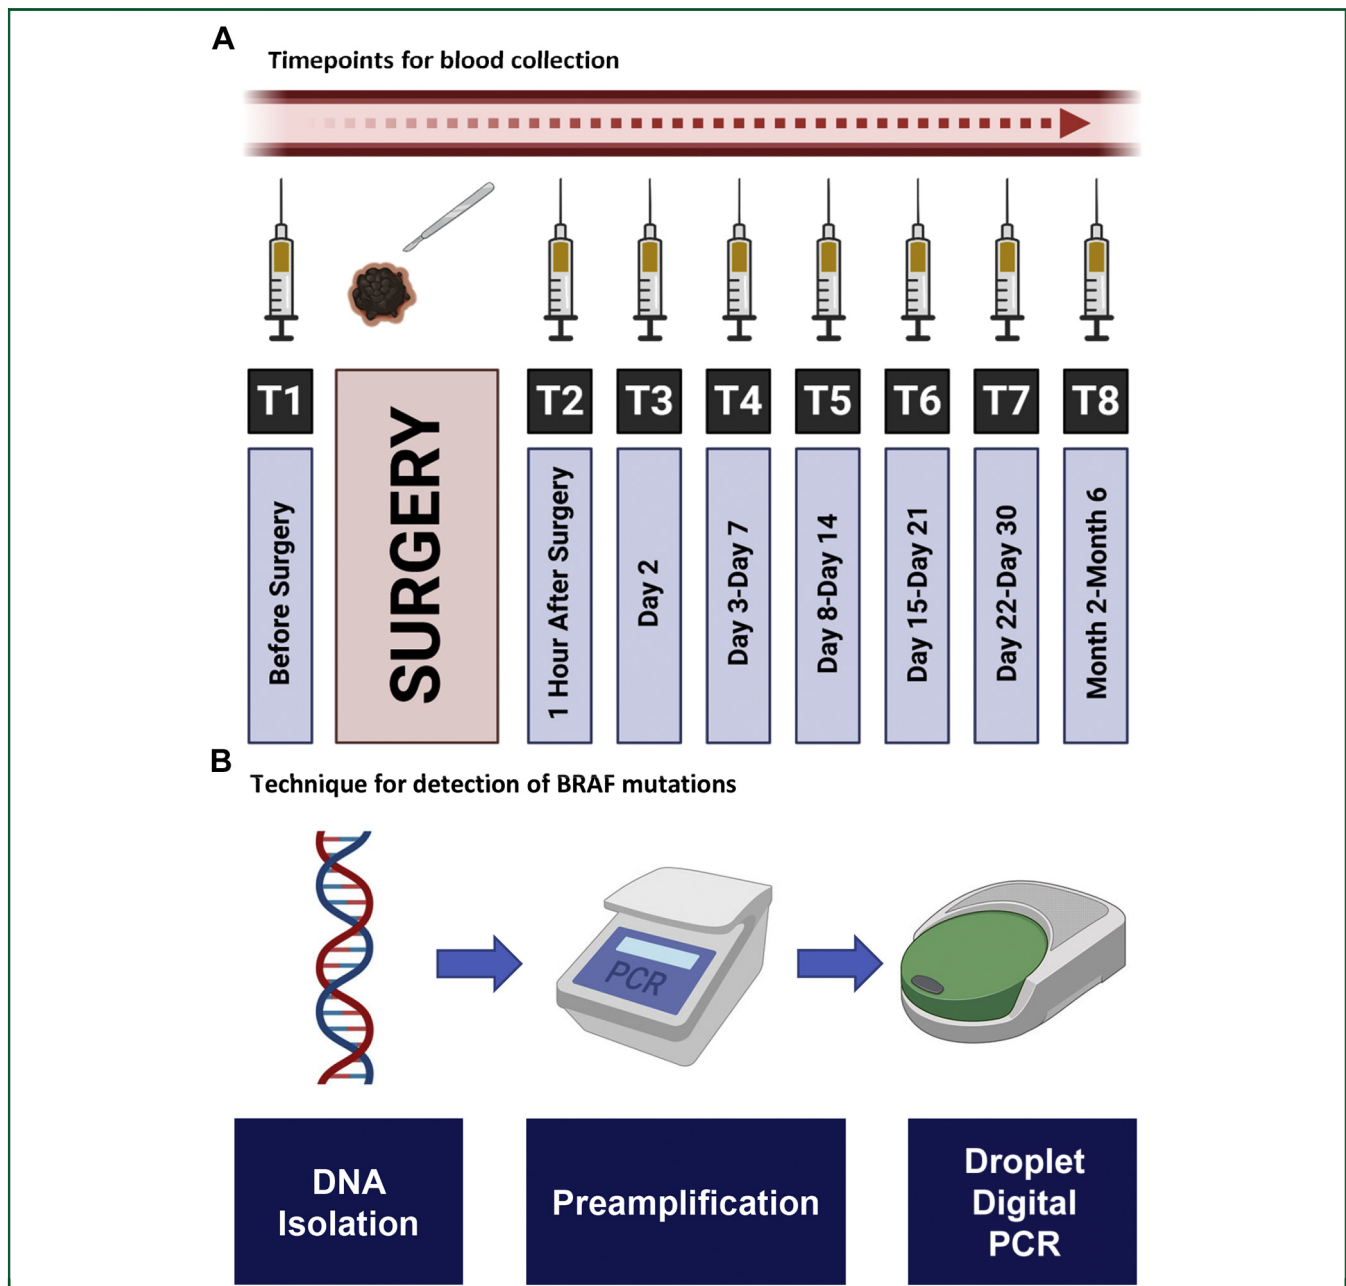 A
Timepoints for blood collection
T1
SURGERY
T2
T3
T4
T5
T6
T7
T8
Before Surgery
1 Hour After Surgery
Day 2
Day 3-Day 7
Day 8-Day 14
Day 15-Day 21
Day 22-Day 30
Month 2-Month 6
B
Technique for detection of BRAF mutations
PCR
DNA
Isolation
Preamplification
Droplet
Digital
PCR